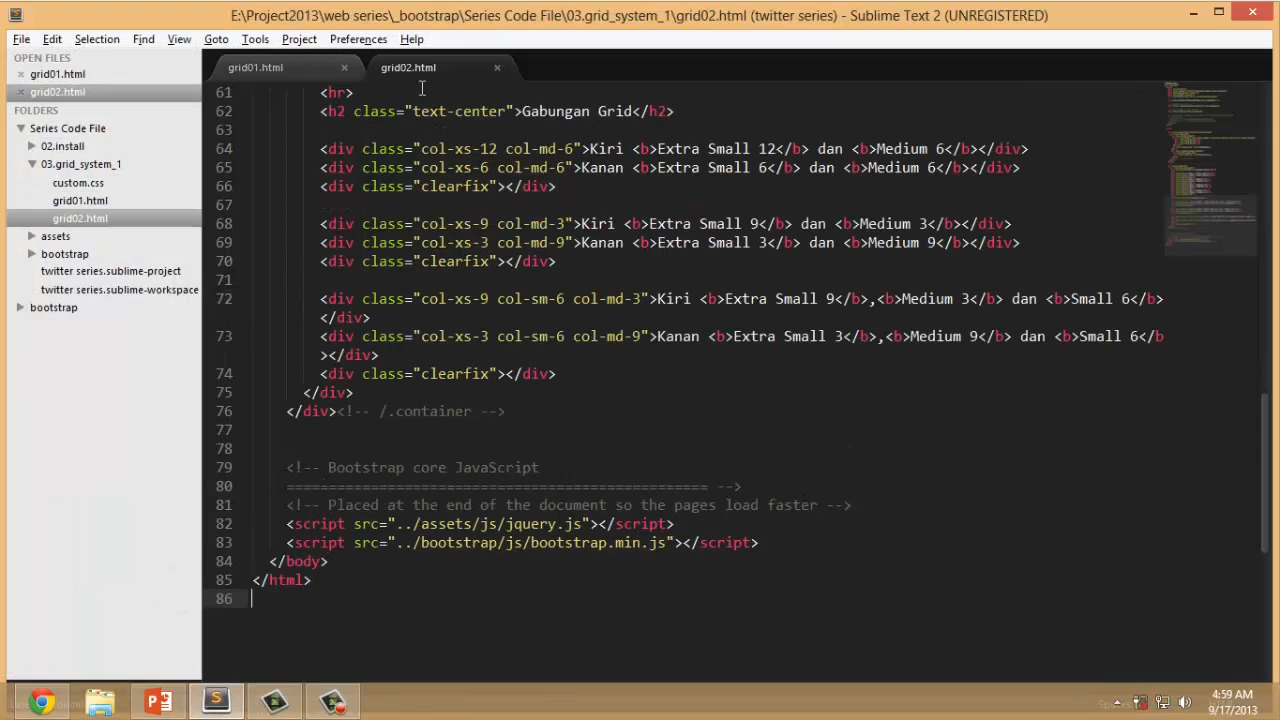 E:\Project2013\web series\_bootstrap\Series Code File\03.grid_system_1\grid02.html (twitter series) - Sublime Text 2 (UNREGISTERED)
File Edit Selection Find View Goto Tools Project Preferences Help
OPEN FILES
grid01.html
grid02.html
FOLDERS
Series Code File
02.install
03.grid_system_1
custom.css
grid01.html
grid02.html
assets
bootstrap
twitter series.sublime-project
twitter series.sublime-workspace
bootstrap
grid01.html grid02.html
61 <hr>
62 <h2 class="text-center">Gabungan Grid</h2>
63
64 <div class="col-xs-12 col-md-6">Kiri <b>Extra Small 12</b> dan <b>Medium 6</b></div>
65 <div class="col-xs-6 col-md-6">Kanan <b>Extra Small 6</b> dan <b>Medium 6</b></div>
66 <div class="clearfix"></div>
67
68 <div class="col-xs-9 col-md-3">Kiri <b>Extra Small 9</b> dan <b>Medium 3</b></div>
69 <div class="col-xs-3 col-md-9">Kanan <b>Extra Small 3</b> dan <b>Medium 9</b></div>
70 <div class="clearfix"></div>
71
72 <div class="col-xs-9 col-sm-6 col-md-3">Kiri <b>Extra Small 9</b>,<b>Medium 3</b> dan <b>Small 6</b>
</div>
73 <div class="col-xs-3 col-sm-6 col-md-9">Kanan <b>Extra Small 3</b>,<b>Medium 9</b> dan <b>Small 6</b
></div>
74 <div class="clearfix"></div>
75 </div>
76 </div><!-- /.container -->
77
78
79 <!-- Bootstrap core JavaScript
80 ================================================== -->
81 <!-- Placed at the end of the document so the pages load faster -->
82 <script src="../assets/js/jquery.js"></script>
83 <script src="../bootstrap/js/bootstrap.min.js"></script>
84 </body>
85 </html>
86
4:59 AM
9/17/2013